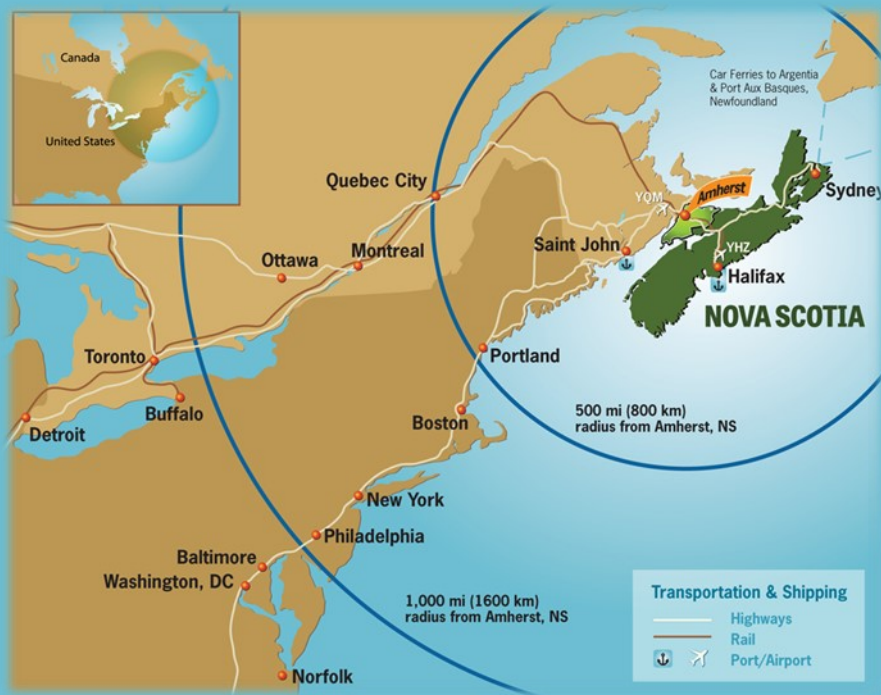 Canada
United States
Car Ferries to Argentia
& Port Aux Basques,
Newfoundland
Quebec City
YQM
Amherst
Sydney
Ottawa
Montreal
Saint John
YHZ
Halifax
NOVA SCOTIA
Toronto
Portland
Buffalo
Boston
500 mi (800 km)
radius from Amherst, NS
Detroit
New York
Philadelphia
Baltimore
Washington, DC
1,000 mi (1600 km)
radius from Amherst, NS
Norfolk
Transportation & Shipping
Highways
Rail
Port/Airport